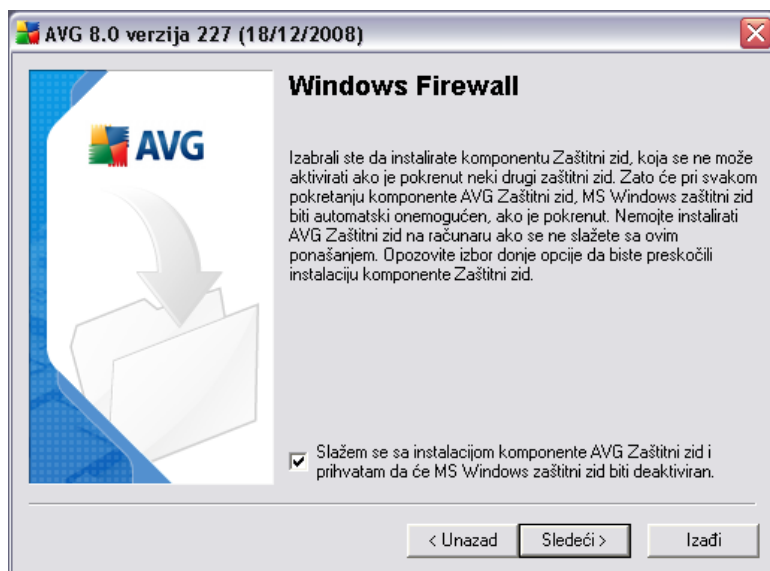 AVG 8.0 verzija 227 (18/12/2008)
AVG
Windows Firewall
Izabrali ste da instalirate komponentu Zaštitni zid, koja se ne može
aktivirati ako je pokrenut neki drugi zaštitni zid. Zato će pri svakom
pokretanju komponente AVG Zaštitni zid, MS Windows zaštitni zid
biti automatski onemogućen, ako je pokrenut. Nemojte instalirati
AVG Zaštitni zid na računaru ako se ne slažete sa ovim
ponašanjem. Opozovite izbor donje opcije da biste preskočili
instalaciju komponente Zaštitni zid.
Slažem se sa instalacijom komponente AVG Zaštitni zid i
prihvatam da će MS Windows zaštitni zid biti deaktiviran.
< Unazad Sledeći > Izađi